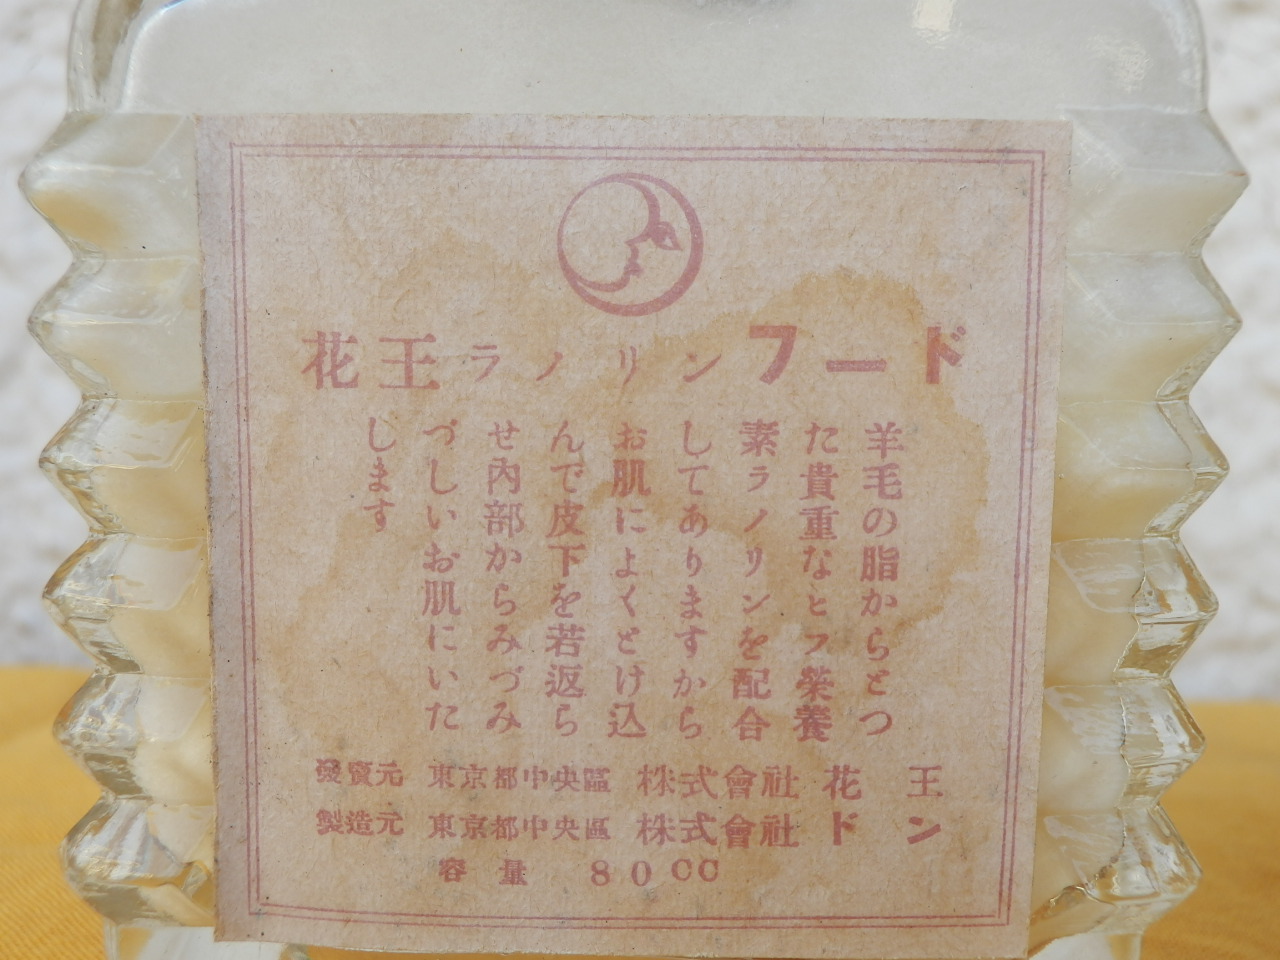 花王ラノリンフード
羊毛の脂からとつ
た貴重なヒフ榮養
素ラノリンを配合
してありますから
お肌によくとけ込
んで皮下を若返ら
せ內部からみづみ
づしいお肌にいた
します
發賣元 東京都中央區 株式會社 花王
製造元 東京都中央區 株式會社 ドン
容量 80CC